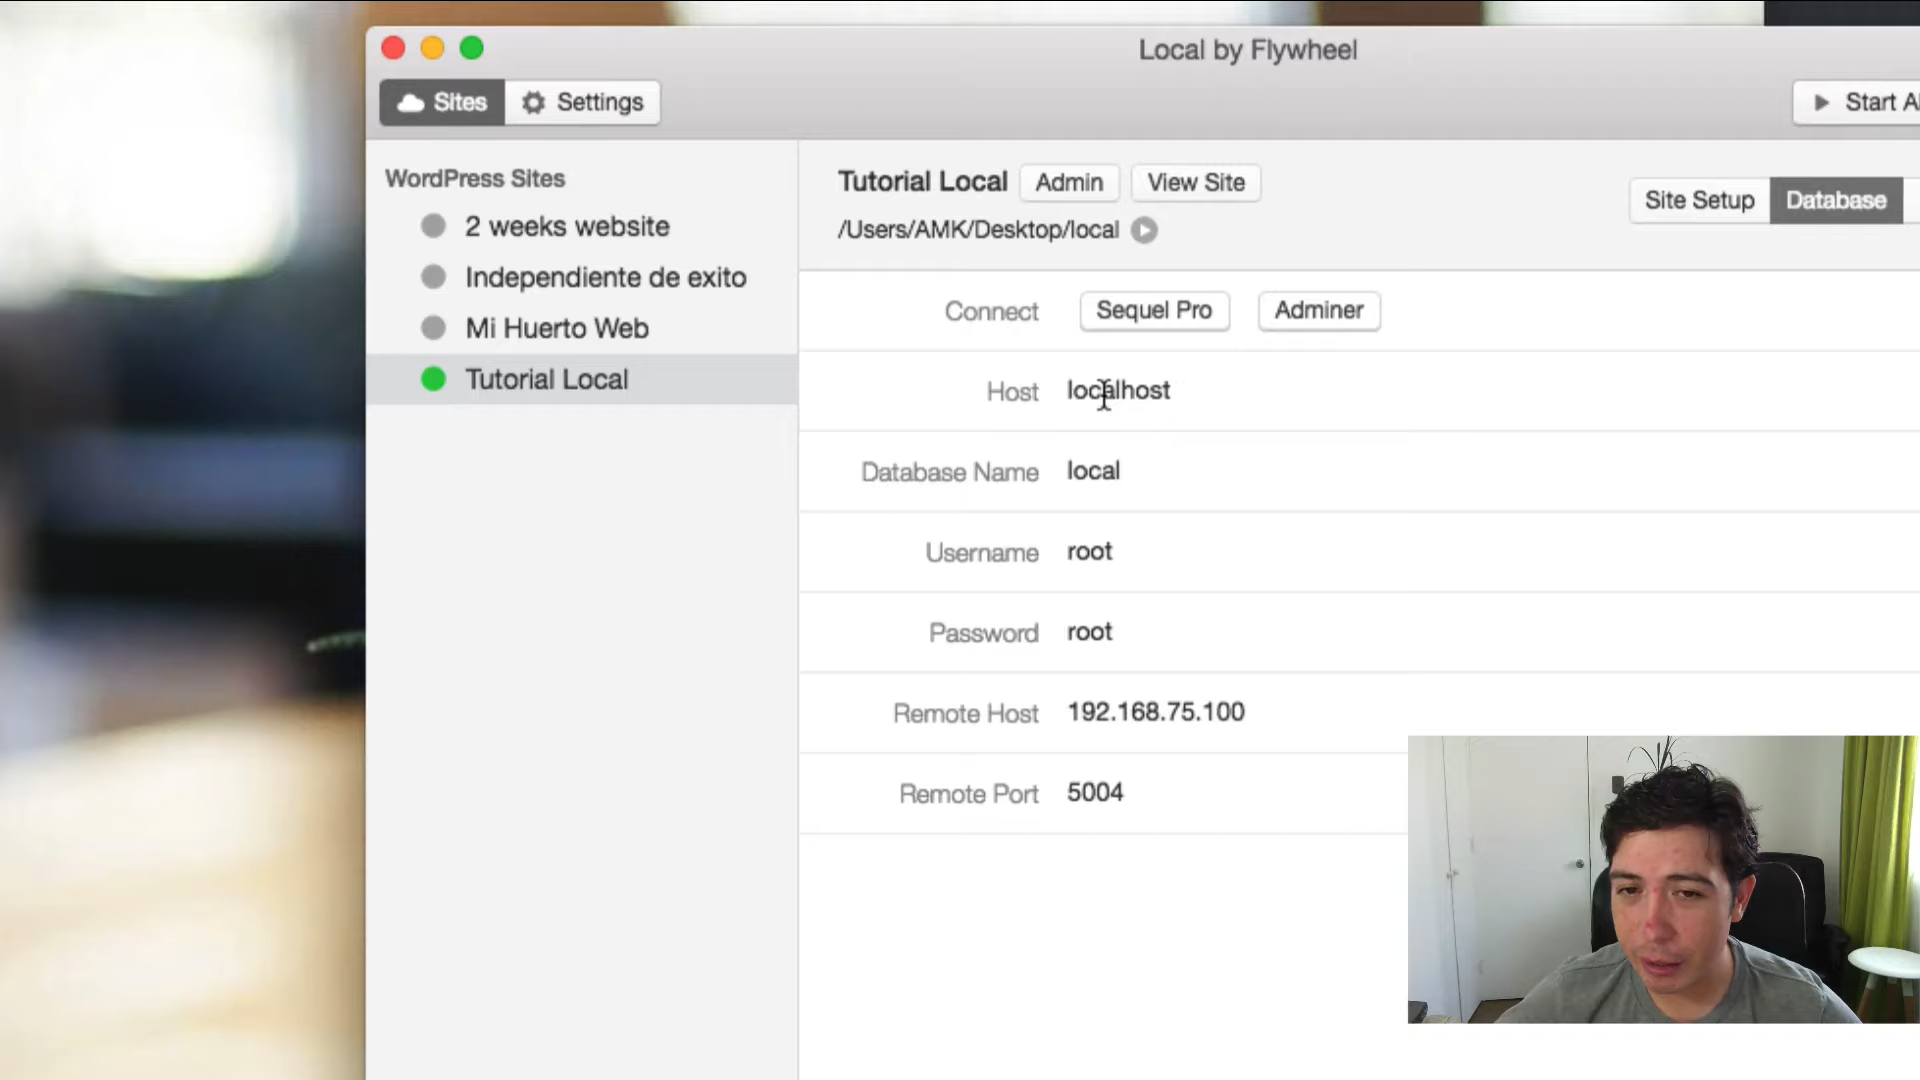 Local by Flywheel
Sites
Settings
Start Al
WordPress Sites
2 weeks website
Independiente de exito
Mi Huerto Web
Tutorial Local
Tutorial Local
Admin
View Site
/Users/AMK/Desktop/local
Site Setup
Database
Connect
Sequel Pro
Adminer
Host
localhost
Database Name
local
Username
root
Password
root
Remote Host
192.168.75.100
Remote Port
5004